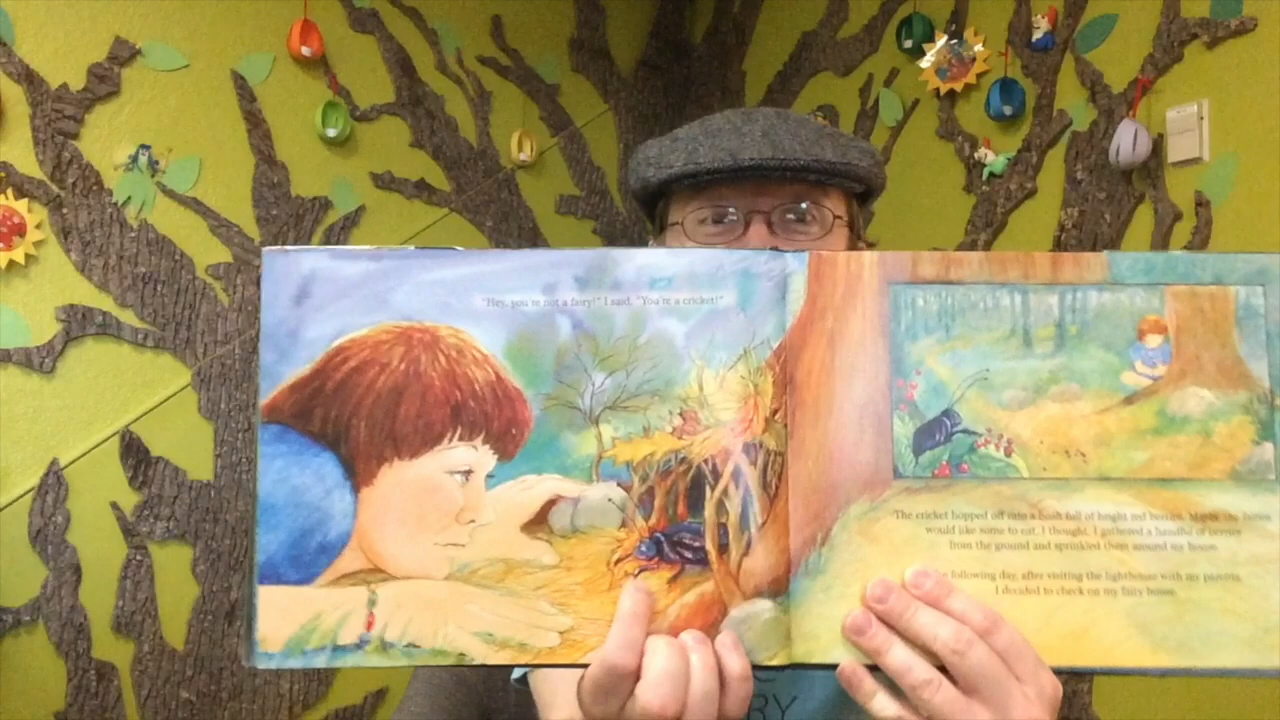 "Hey, you're not a fairy!" I said. "You're a cricket!"
The cricket hopped off into a bush full of bright red berries. Maybe the fairies
would like some to eat, I thought. I gathered a handful of berries
from the ground and sprinkled them around my house.
following day, after visiting the lighthouse with my parents,
I decided to check on my fairy house.
RY